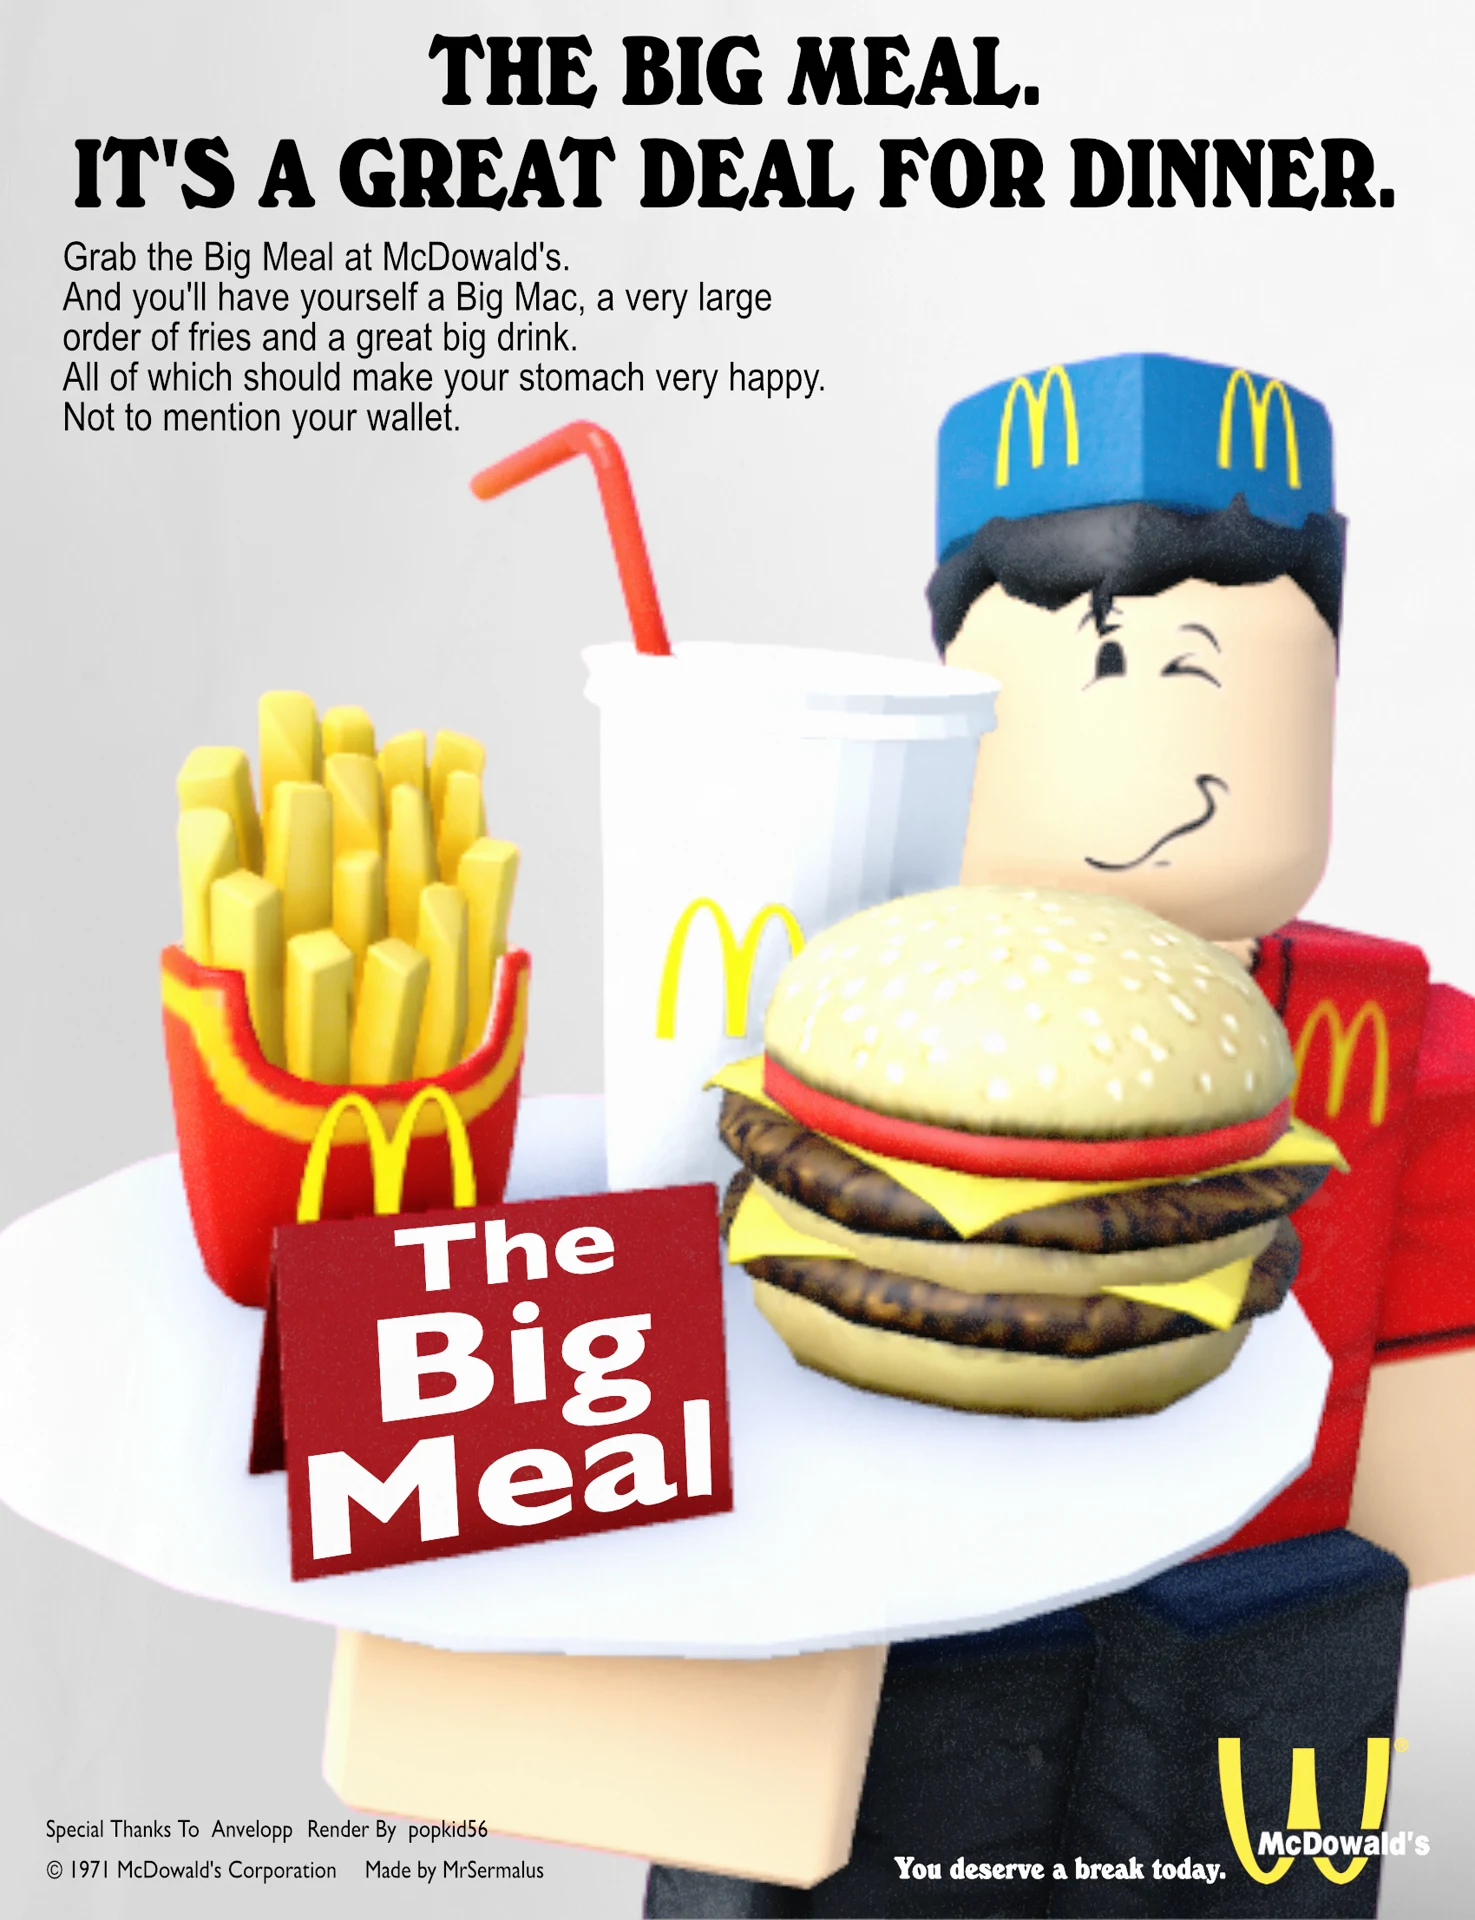 THE BIG MEAL.
IT'S A GREAT DEAL FOR DINNER.
Grab the Big Meal at McDowald's.
And you'll have yourself a Big Mac, a very large
order of fries and a great big drink.
All of which should make your stomach very happy.
Not to mention your wallet.
The
Big
Meal
Special Thanks To Anvelopp Render By popkid56
© 1971 McDowald's Corporation Made by MrSermalus
You deserve a break today.
McDowald's
®